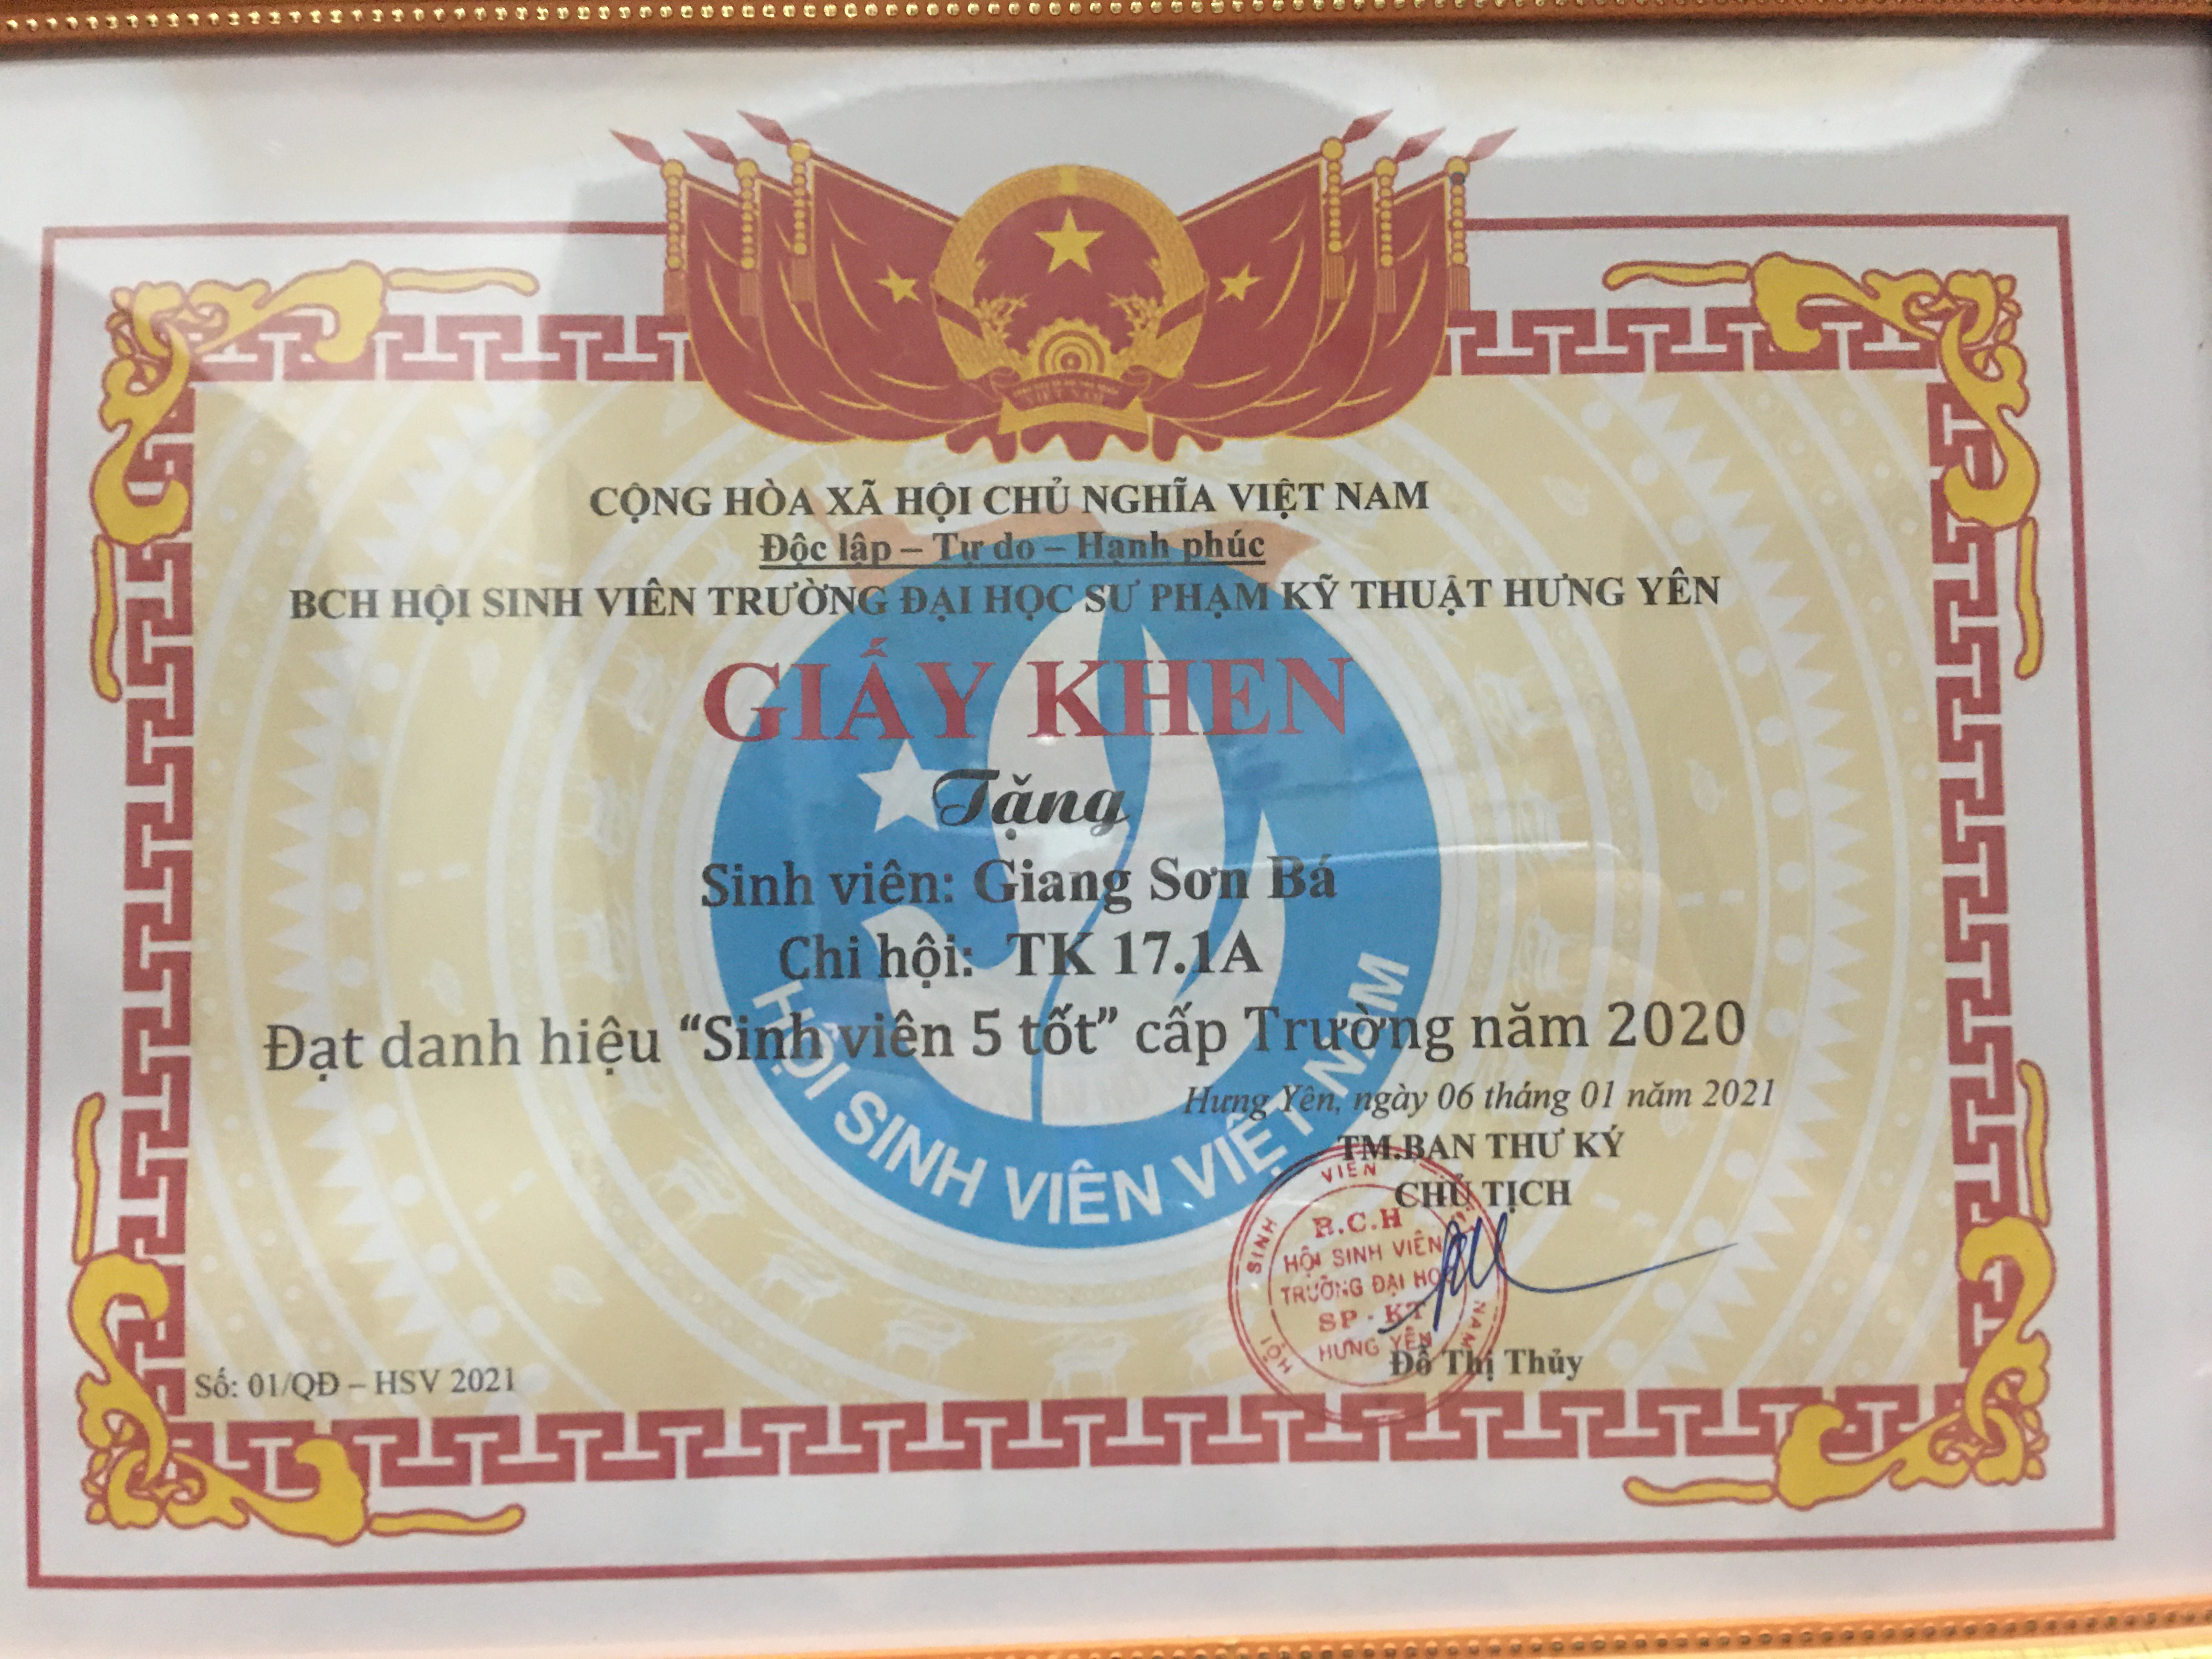 VIỆT NAM
CỘNG HÒA XÃ HỘI CHỦ NGHĨA VIỆT NAM
Độc lập – Tự do – Hạnh phúc
BCH HỘI SINH VIÊN TRƯỜNG ĐẠI HỌC SƯ PHẠM KỸ THUẬT HƯNG YÊN
GIẤY KHEN
Tặng
Sinh viên: Giang Sơn Bá
Chi hội: TK 17.1A
Đạt danh hiệu “Sinh viên 5 tốt” cấp Trường năm 2020
HỘI SINH VIÊN VIỆT NAM
Hưng Yên, ngày 06 tháng 01 năm 2021
TM.BAN THƯ KÝ
CHỦ TỊCH
HỘI SINH VIÊN NAM
B.C.H
HỘI SINH VIÊN
TRƯỜNG ĐẠI
SP - KT
HƯNG YÊN
Đỗ Thị Thủy
Số: 01/QĐ – HSV 2021